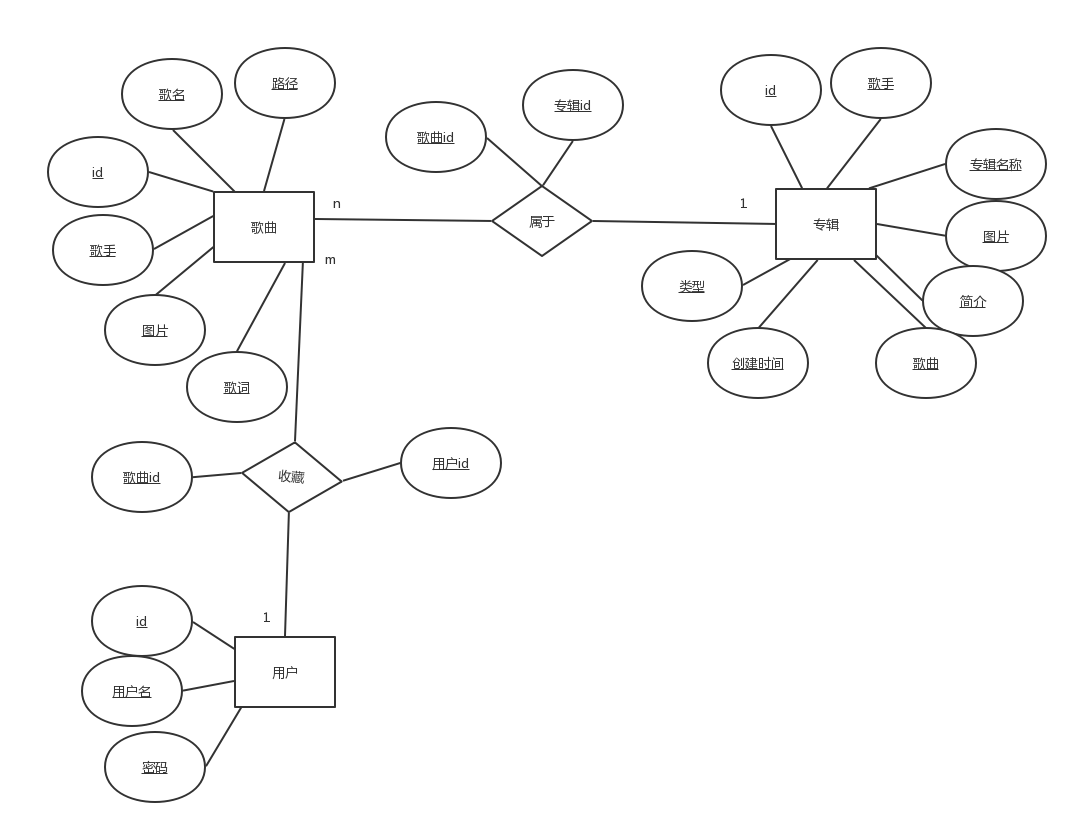 路径
歌名
id
歌手
专辑id
歌曲id
专辑名称
id
n
1
歌曲
属于
专辑
歌手
图片
m
类型
简介
图片
创建时间
歌曲
歌词
用户id
歌曲id
收藏
1
id
用户
用户名
密码